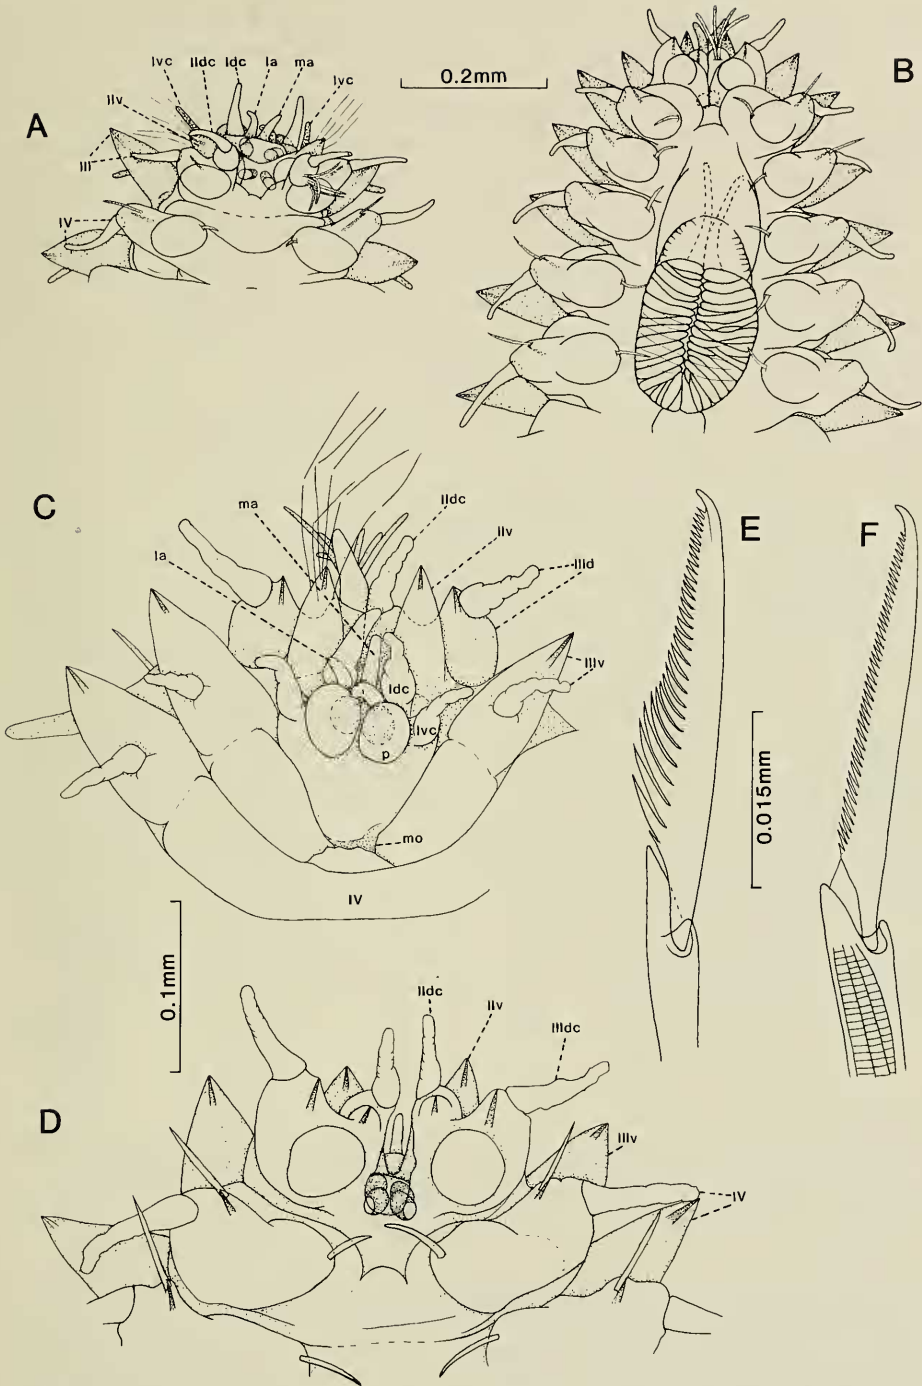 A
Ivc
IIdc
Idc
Ia
ma
Ivc
IIv
III
IV
0.2mm
B
C
ma
IIdc
IIv
IIId
Ia
IIIv
Idc
Ivc
p
mo
IV
E
F
0.015mm
0.1mm
D
IIdc
IIv
IIIdc
IIIv
IV